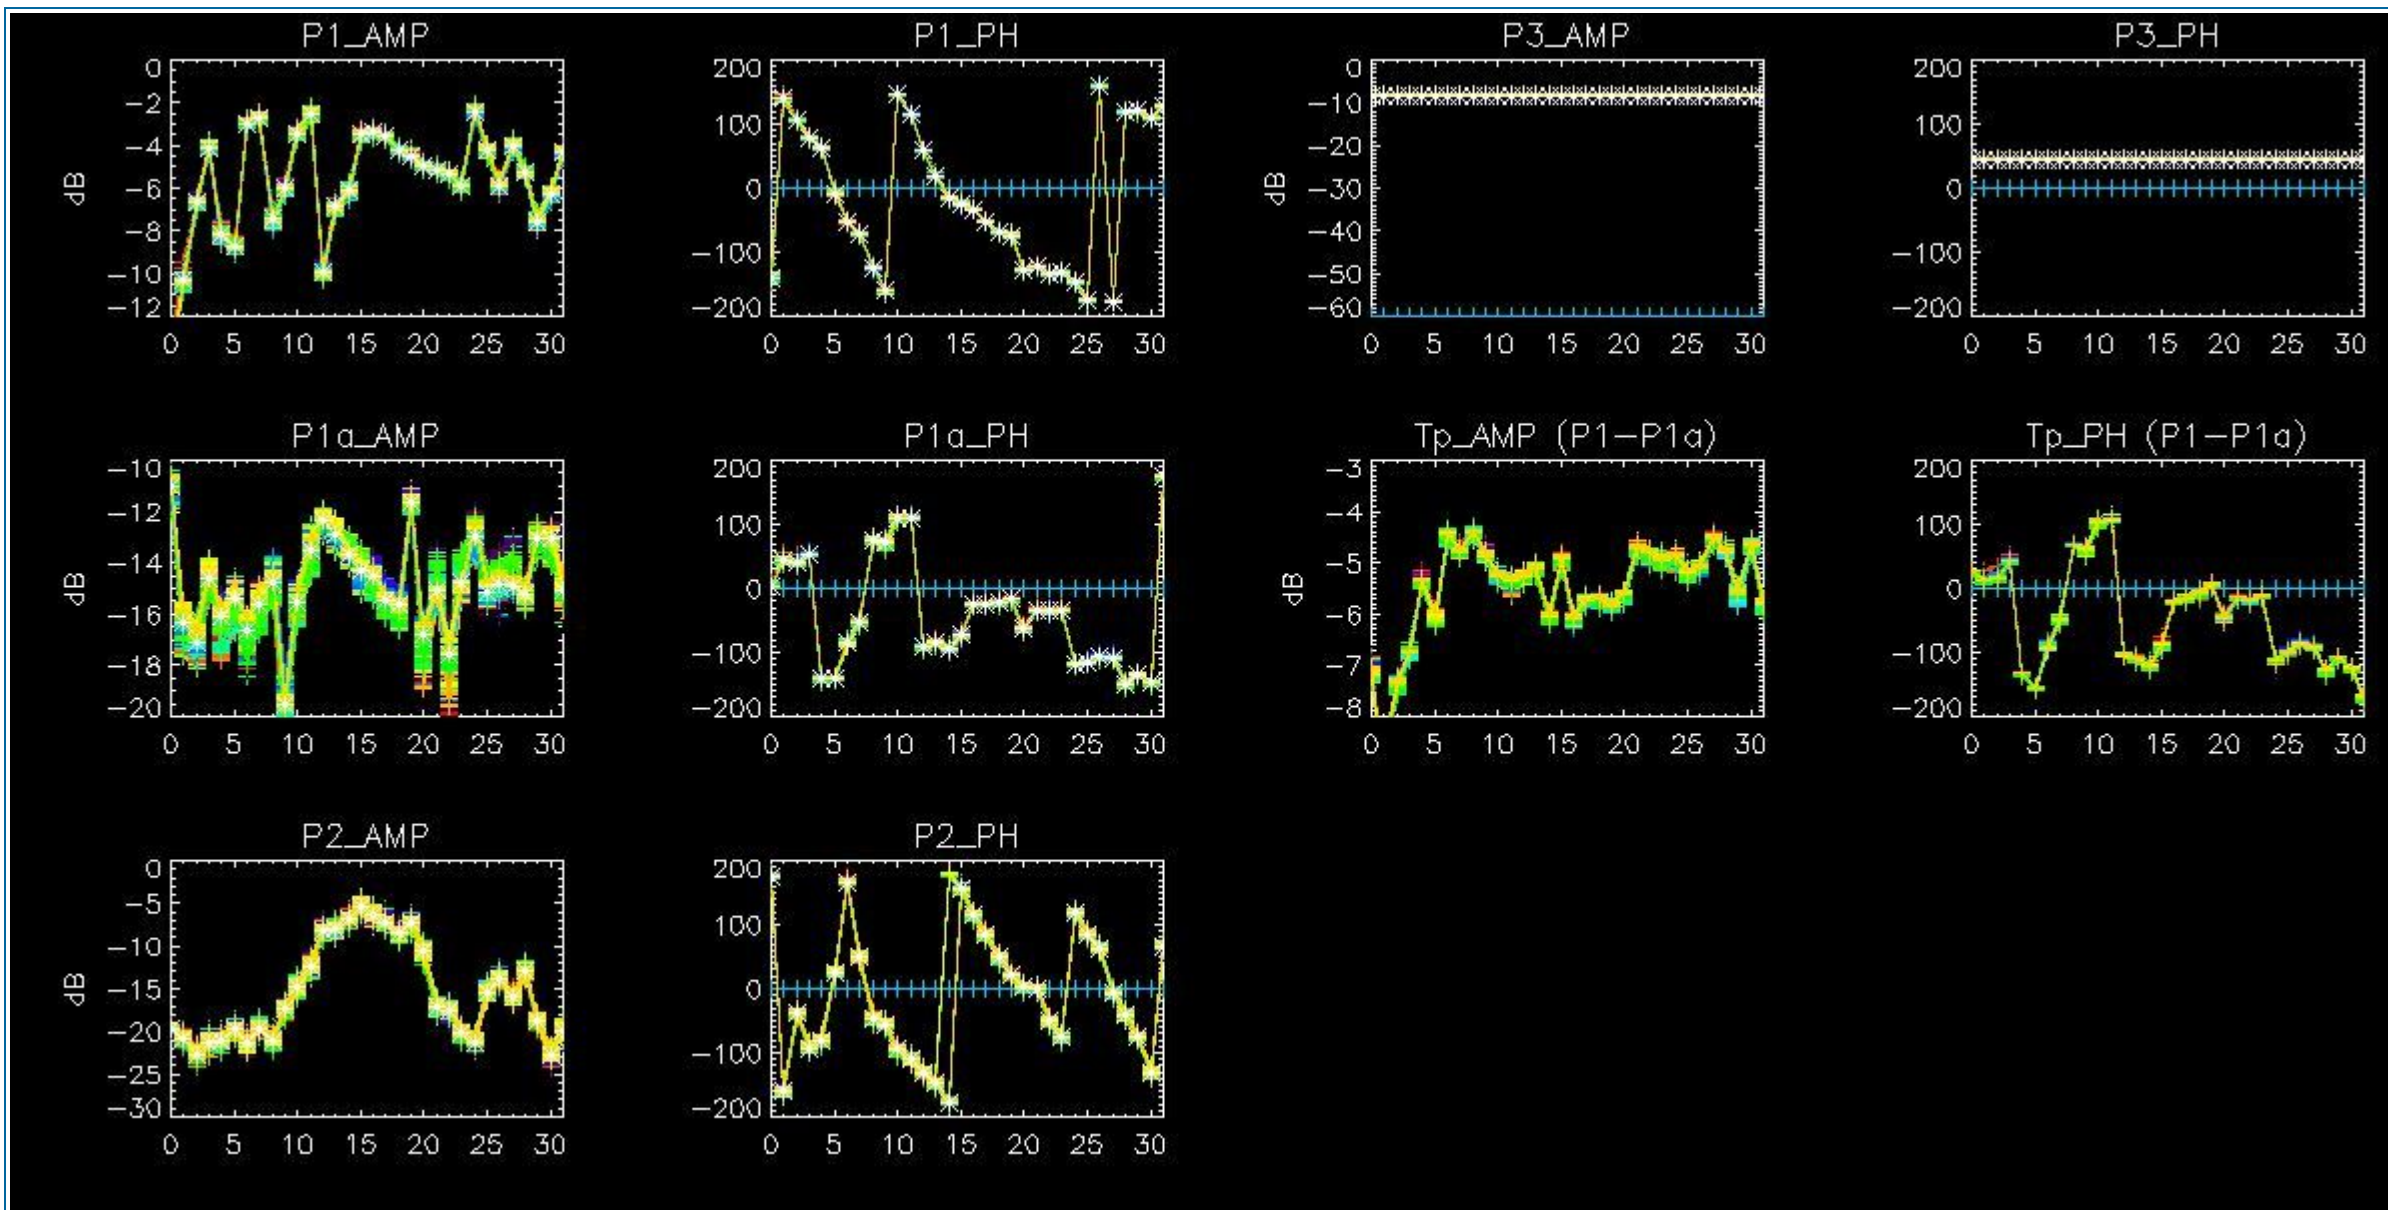 P1_AMP P1_PH P3_AMP P3_PH
0 200 0 200
-2
100 -10 100
-4
dB -20
-6 0 dB -30 0
-8 -40
-100 -100
-10 -50
-12 -200 -60 -200
0 5 10 15 20 25 30 0 5 10 15 20 25 30 0 5 10 15 20 25 30 0 5 10 15 20 25 30
P1a_AMP P1a_PH Tp_AMP (P1-P1a) Tp_PH (P1-P1a)
-10 200 -3 200
-12 100 -4 100
-14
dB 0 dB -5 0
-16 -6
-18 -100 -7 -100
-20 -200 -8 -200
0 5 10 15 20 25 30 0 5 10 15 20 25 30 0 5 10 15 20 25 30 0 5 10 15 20 25 30
P2_AMP P2_PH
0 200
-5
100
-10
dB -15 0
-20
-100
-25
-30 -200
0 5 10 15 20 25 30 0 5 10 15 20 25 30